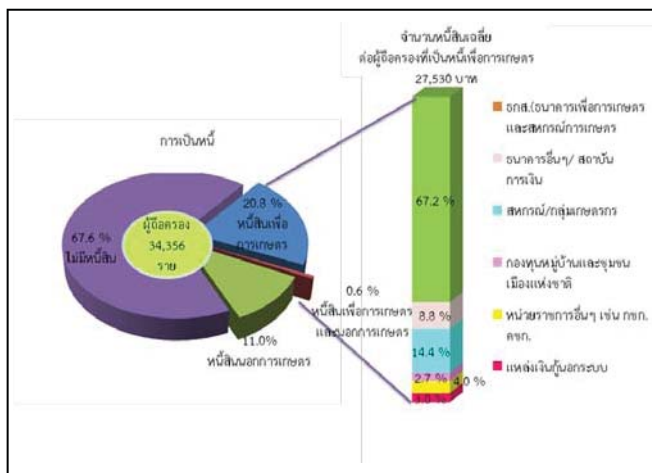 จำนวนหนี้สินเฉลี่ย
ต่อผู้ถือครองที่เป็นหนี้เพื่อการเกษตร
27,530 บาท
การเป็นหนี้
67.6 %
ไม่มีหนี้สิน
ผู้ถือครอง
34,356
ราย
20.8 %
หนี้สินเพื่อ
การเกษตร
0.6 %
หนี้สินเพื่อการเกษตร
และนอกการเกษตร
11.0%
หนี้สินนอกการเกษตร
67.2 %
8.8 %
14.4 %
2.7 %
4.0 %
ธกส.(ธนาคารเพื่อการเกษตร
และสหกรณ์การเกษตร
ธนาคารอื่นๆ/ สถาบัน
การเงิน
สหกรณ์/กลุ่มเกษตรกร
กองทุนหมู่บ้านและชุมชน
เมืองแห่งชาติ
หน่วยราชการอื่นๆ เช่น กขก.
คชก.
แหล่งเงินกู้นอกระบบ